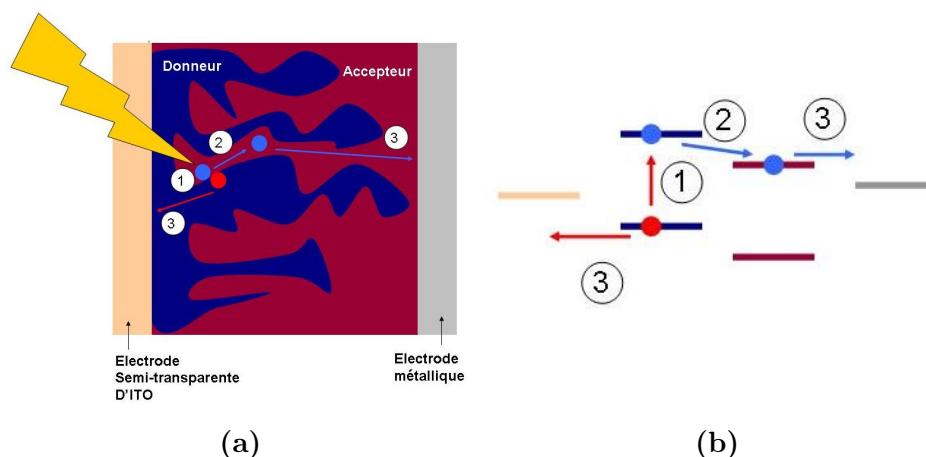 Donneur
Accepteur
2
3
1
3
Electrode
Semi-transparente
D'ITO
Electrode
métallique
(a)
2
3
1
3
(b)